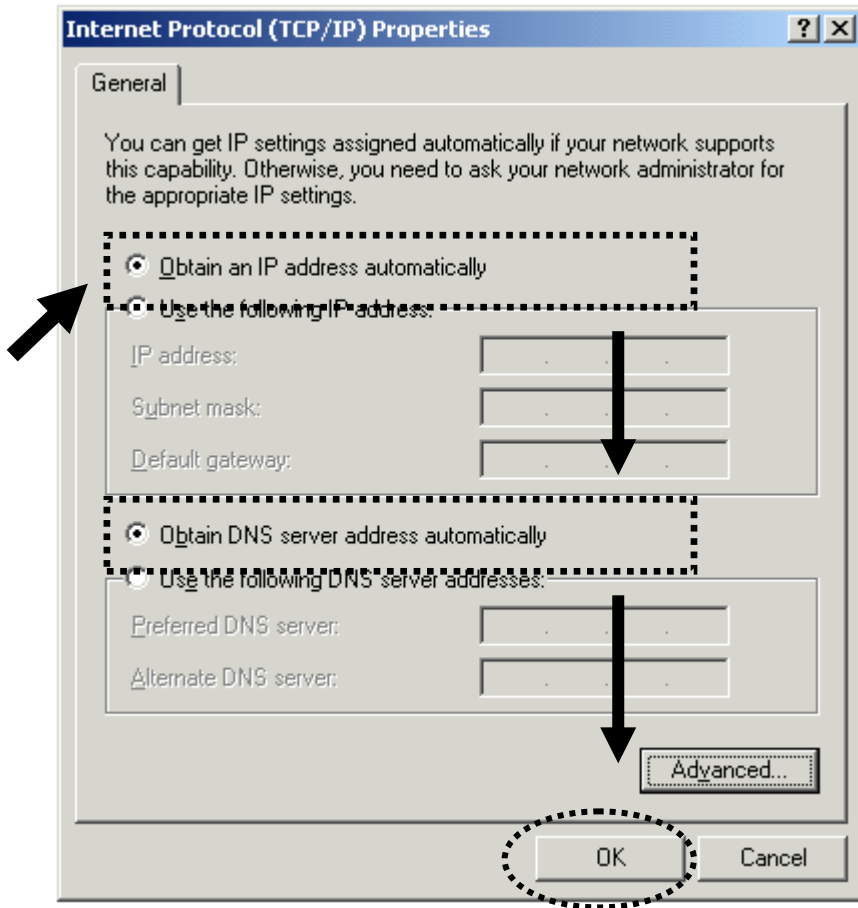 Internet Protocol (TCP/IP) Properties
General
You can get IP settings assigned automatically if your network supports
this capability. Otherwise, you need to ask your network administrator for
the appropriate IP settings.
Obtain an IP address automatically
Use the following IP address:
IP address:
Subnet mask:
Default gateway:
Obtain DNS server address automatically
Use the following DNS server addresses:
Preferred DNS server:
Alternate DNS server:
Advanced...
OK
Cancel